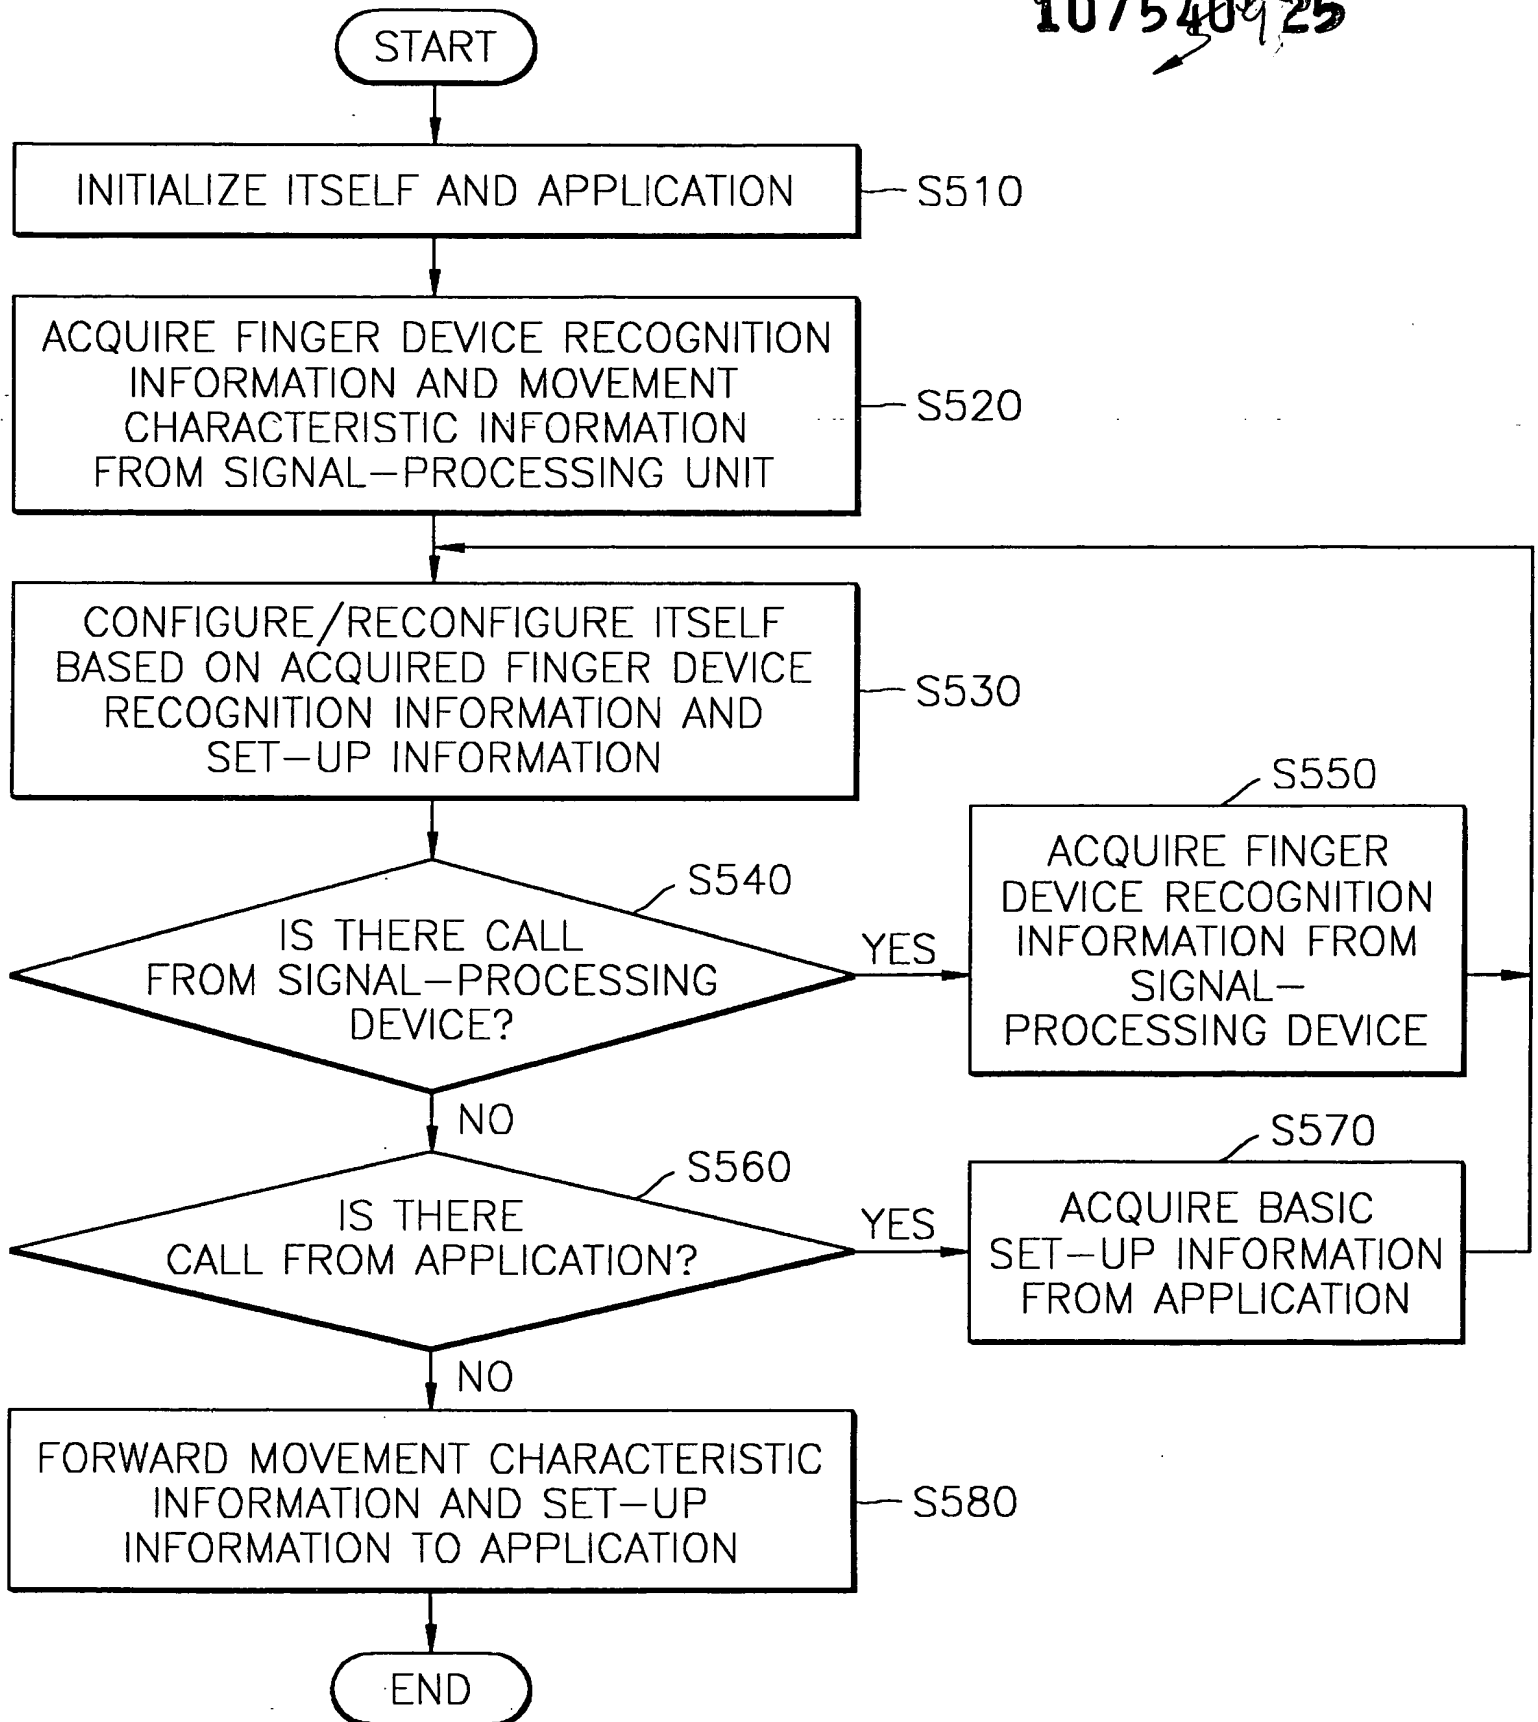 START
INITIALIZE ITSELF AND APPLICATION
S510
ACQUIRE FINGER DEVICE RECOGNITION
INFORMATION AND MOVEMENT
CHARACTERISTIC INFORMATION
FROM SIGNAL-PROCESSING UNIT
S520
CONFIGURE/RECONFIGURE ITSELF
BASED ON ACQUIRED FINGER DEVICE
RECOGNITION INFORMATION AND
SET-UP INFORMATION
S530
S540
IS THERE CALL
FROM SIGNAL-PROCESSING
DEVICE?
YES
S550
ACQUIRE FINGER
DEVICE RECOGNITION
INFORMATION FROM
SIGNAL-
PROCESSING DEVICE
NO
S560
IS THERE
CALL FROM APPLICATION?
YES
S570
ACQUIRE BASIC
SET-UP INFORMATION
FROM APPLICATION
NO
FORWARD MOVEMENT CHARACTERISTIC
INFORMATION AND SET-UP
INFORMATION TO APPLICATION
S580
END